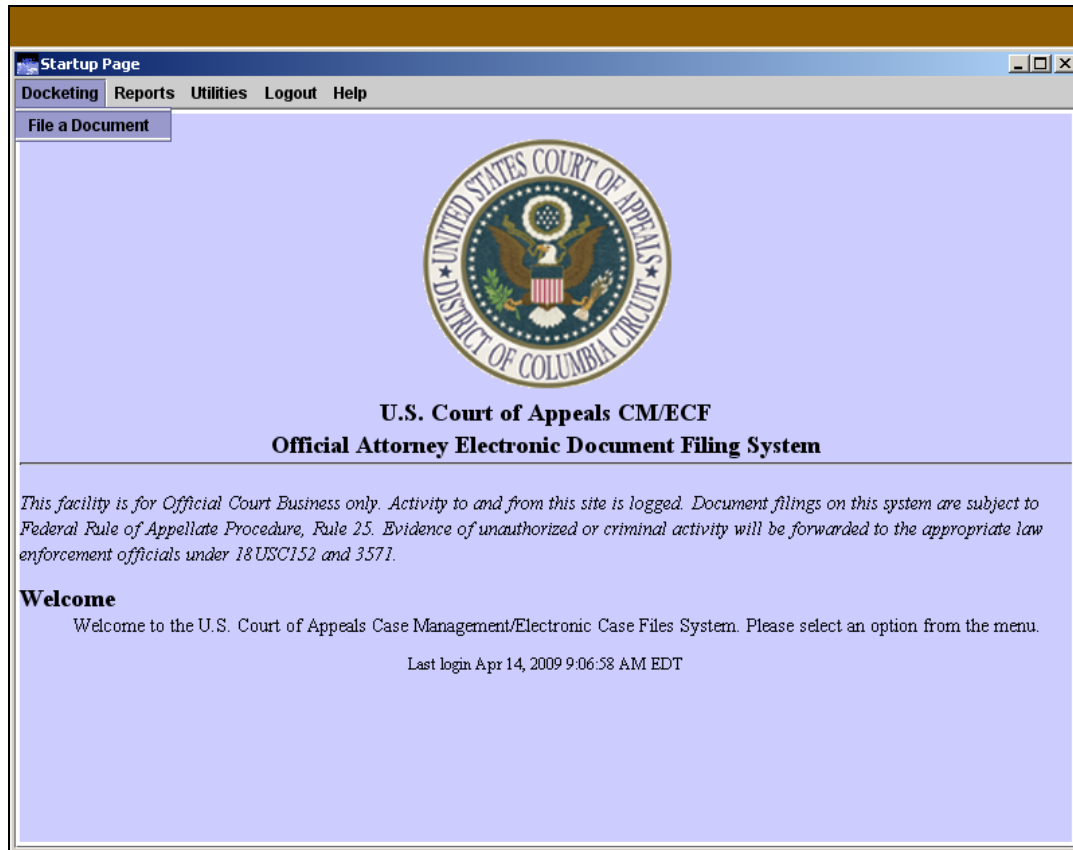 Startup Page
Docketing Reports Utilities Logout Help
File a Document
UNITED STATES COURT OF APPEALS
DISTRICT OF COLUMBIA CIRCUIT
U.S. Court of Appeals CM/ECF
Official Attorney Electronic Document Filing System
This facility is for Official Court Business only. Activity to and from this site is logged. Document filings on this system are subject to
Federal Rule of Appellate Procedure, Rule 25. Evidence of unauthorized or criminal activity will be forwarded to the appropriate law
enforcement officials under 18 USC152 and 3571.
Welcome
Welcome to the U.S. Court of Appeals Case Management/Electronic Case Files System. Please select an option from the menu.
Last login Apr 14, 2009 9:06:58 AM EDT